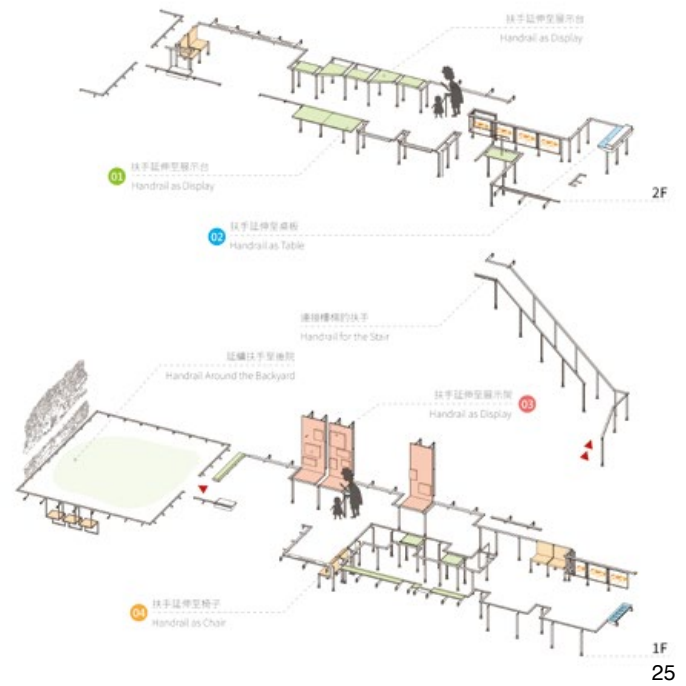 扶手延伸至展示台
Handrail as Display
01
扶手延伸至展示台
Handrail as Display
2F
02
扶手延伸至桌板
Handrail as Table
連接樓梯的扶手
Handrail for the Stair
延續扶手至後院
Handrail Around the Backyard
扶手延伸至展示架
Handrail as Display
03
04
扶手延伸至椅子
Handrail as Chair
1F
25